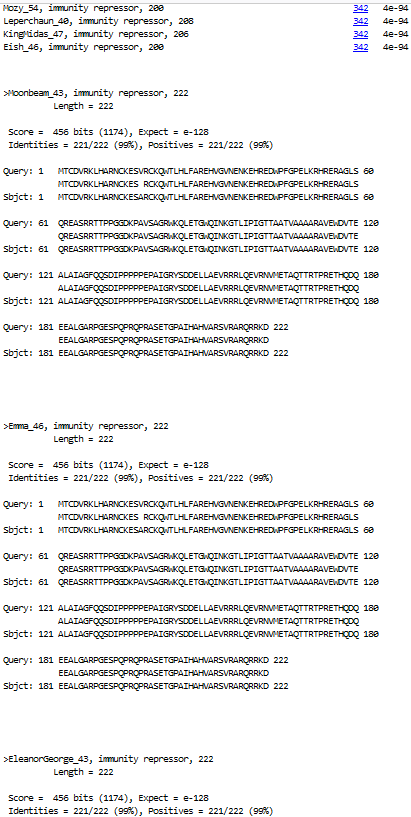 Mozy_54, immunity repressor, 200 342 4e-94
Leperchaun_40, immunity repressor, 208 342 4e-94
KingMidas_47, immunity repressor, 206 342 4e-94
Eish_46, immunity repressor, 200 342 4e-94
>Moonbeam_43, immunity repressor, 222
Length = 222
Score = 456 bits (1174), Expect = e-128
Identities = 221/222 (99%), Positives = 221/222 (99%)
Query: 1 MTCDVRKLHARNCKESVRCKQWTLHLFAREHVGVNENKEHREDWPFGPELKRHRERAGLS 60
MTCDVRKLHARNCKES RCKQWTLHLFAREHVGVNENKEHREDWPFGPELKRHRERAGLS
Sbjct: 1 MTCDVRKLHARNCKESARCKQWTLHLFAREHVGVNENKEHREDWPFGPELKRHRERAGLS 60
Query: 61 QREASRRTTPPGGDKPAVSAGRWKQLETGWQINKGTLIPIGTTAATVAAAARAVEWDVTE 120
QREASRRTTPPGGDKPAVSAGRWKQLETGWQINKGTLIPIGTTAATVAAAARAVEWDVTE
Sbjct: 61 QREASRRTTPPGGDKPAVSAGRWKQLETGWQINKGTLIPIGTTAATVAAAARAVEWDVTE 120
Query: 121 ALAIAGFQQSDIPPPPPEPAIGRYSDDELLAEVRRRLQEVRNVMETAQTTRTPRETHQDQ 180
ALAIAGFQQSDIPPPPPEPAIGRYSDDELLAEVRRRLQEVRNVMETAQTTRTPRETHQDQ
Sbjct: 121 ALAIAGFQQSDIPPPPPEPAIGRYSDDELLAEVRRRLQEVRNVMETAQTTRTPRETHQDQ 180
Query: 181 EEALGARPGESPQPRQPRASETGPAIHAHVARSVRARQRRKD 222
EEALGARPGESPQPRQPRASETGPAIHAHVARSVRARQRRKD
Sbjct: 181 EEALGARPGESPQPRQPRASETGPAIHAHVARSVRARQRRKD 222
>Emma_46, immunity repressor, 222
Length = 222
Score = 456 bits (1174), Expect = e-128
Identities = 221/222 (99%), Positives = 221/222 (99%)
Query: 1 MTCDVRKLHARNCKESVRCKQWTLHLFAREHVGVNENKEHREDWPFGPELKRHRERAGLS 60
MTCDVRKLHARNCKES RCKQWTLHLFAREHVGVNENKEHREDWPFGPELKRHRERAGLS
Sbjct: 1 MTCDVRKLHARNCKESARCKQWTLHLFAREHVGVNENKEHREDWPFGPELKRHRERAGLS 60
Query: 61 QREASRRTTPPGGDKPAVSAGRWKQLETGWQINKGTLIPIGTTAATVAAAARAVEWDVTE 120
QREASRRTTPPGGDKPAVSAGRWKQLETGWQINKGTLIPIGTTAATVAAAARAVEWDVTE
Sbjct: 61 QREASRRTTPPGGDKPAVSAGRWKQLETGWQINKGTLIPIGTTAATVAAAARAVEWDVTE 120
Query: 121 ALAIAGFQQSDIPPPPPEPAIGRYSDDELLAEVRRRLQEVRNVMETAQTTRTPRETHQDQ 180
ALAIAGFQQSDIPPPPPEPAIGRYSDDELLAEVRRRLQEVRNVMETAQTTRTPRETHQDQ
Sbjct: 121 ALAIAGFQQSDIPPPPPEPAIGRYSDDELLAEVRRRLQEVRNVMETAQTTRTPRETHQDQ 180
Query: 181 EEALGARPGESPQPRQPRASETGPAIHAHVARSVRARQRRKD 222
EEALGARPGESPQPRQPRASETGPAIHAHVARSVRARQRRKD
Sbjct: 181 EEALGARPGESPQPRQPRASETGPAIHAHVARSVRARQRRKD 222
>EleanorGeorge_43, immunity repressor, 222
Length = 222
Score = 456 bits (1174), Expect = e-128
Identities = 221/222 (99%), Positives = 221/222 (99%)